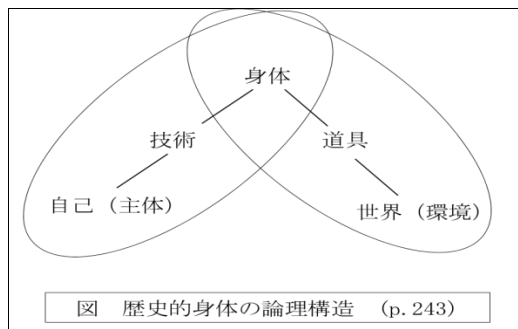 身体
技術 道具
自己（主体） 世界（環境）
図 歴史的身体の論理構造 (p.243)